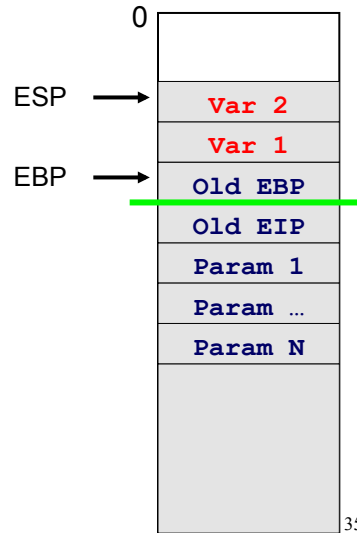 0
ESP
Var 2
Var 1
EBP
Old EBP
Old EIP
Param 1
Param …
Param N
35